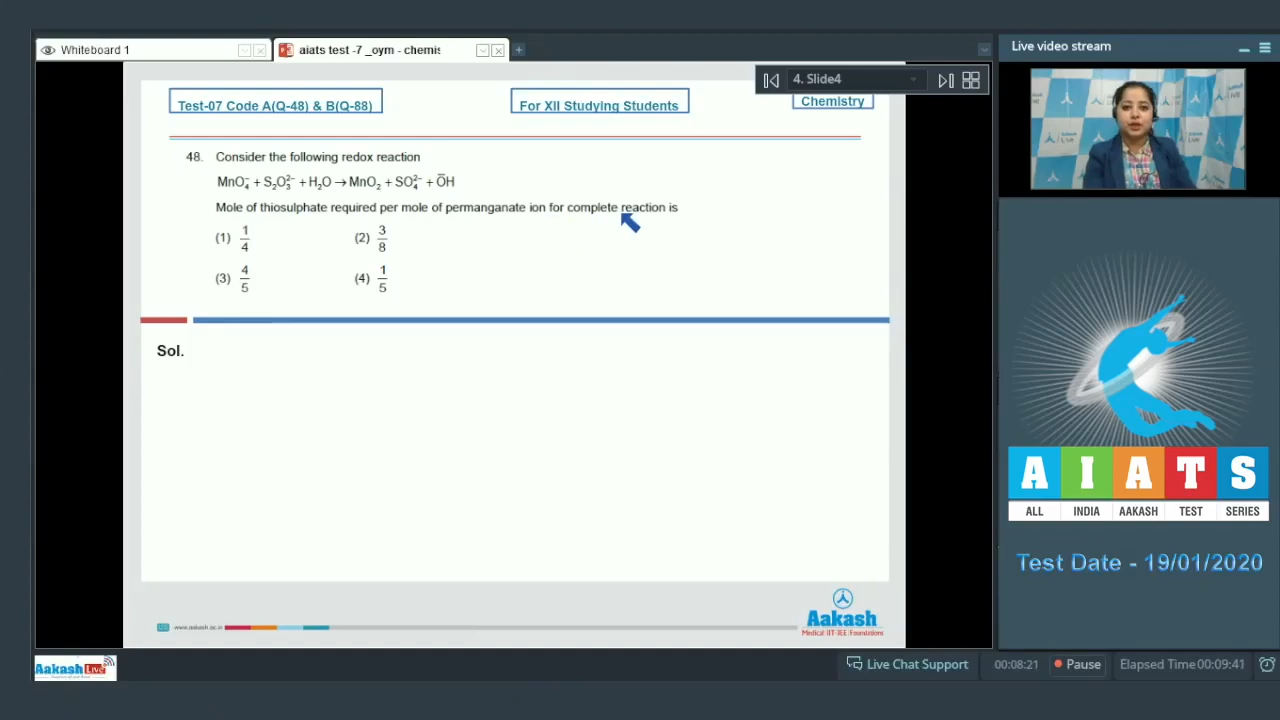 Whiteboard 1
aiats test -7 _oym - chemis
Live video stream
4. Slide4
Test-07 Code A(Q-48) & B(Q-88)
For XII Studying Students
Chemistry
48. Consider the following redox reaction
MnO₄⁻ + S₂O₃²⁻ + H₂O → MnO₂ + SO₄²⁻ + O̅H
Mole of thiosulphate required per mole of permanganate ion for complete reaction is
(1) 1/4 (2) 3/8
(3) 4/5 (4) 1/5
Sol.
A I A T S
ALL INDIA AAKASH TEST SERIES
Test Date - 19/01/2020
www.aakash.ac.in
Aakash
Medical | IIT-JEE | Foundations
Aakash Live
Live Chat Support
00:08:21
Pause
Elapsed Time 00:09:41